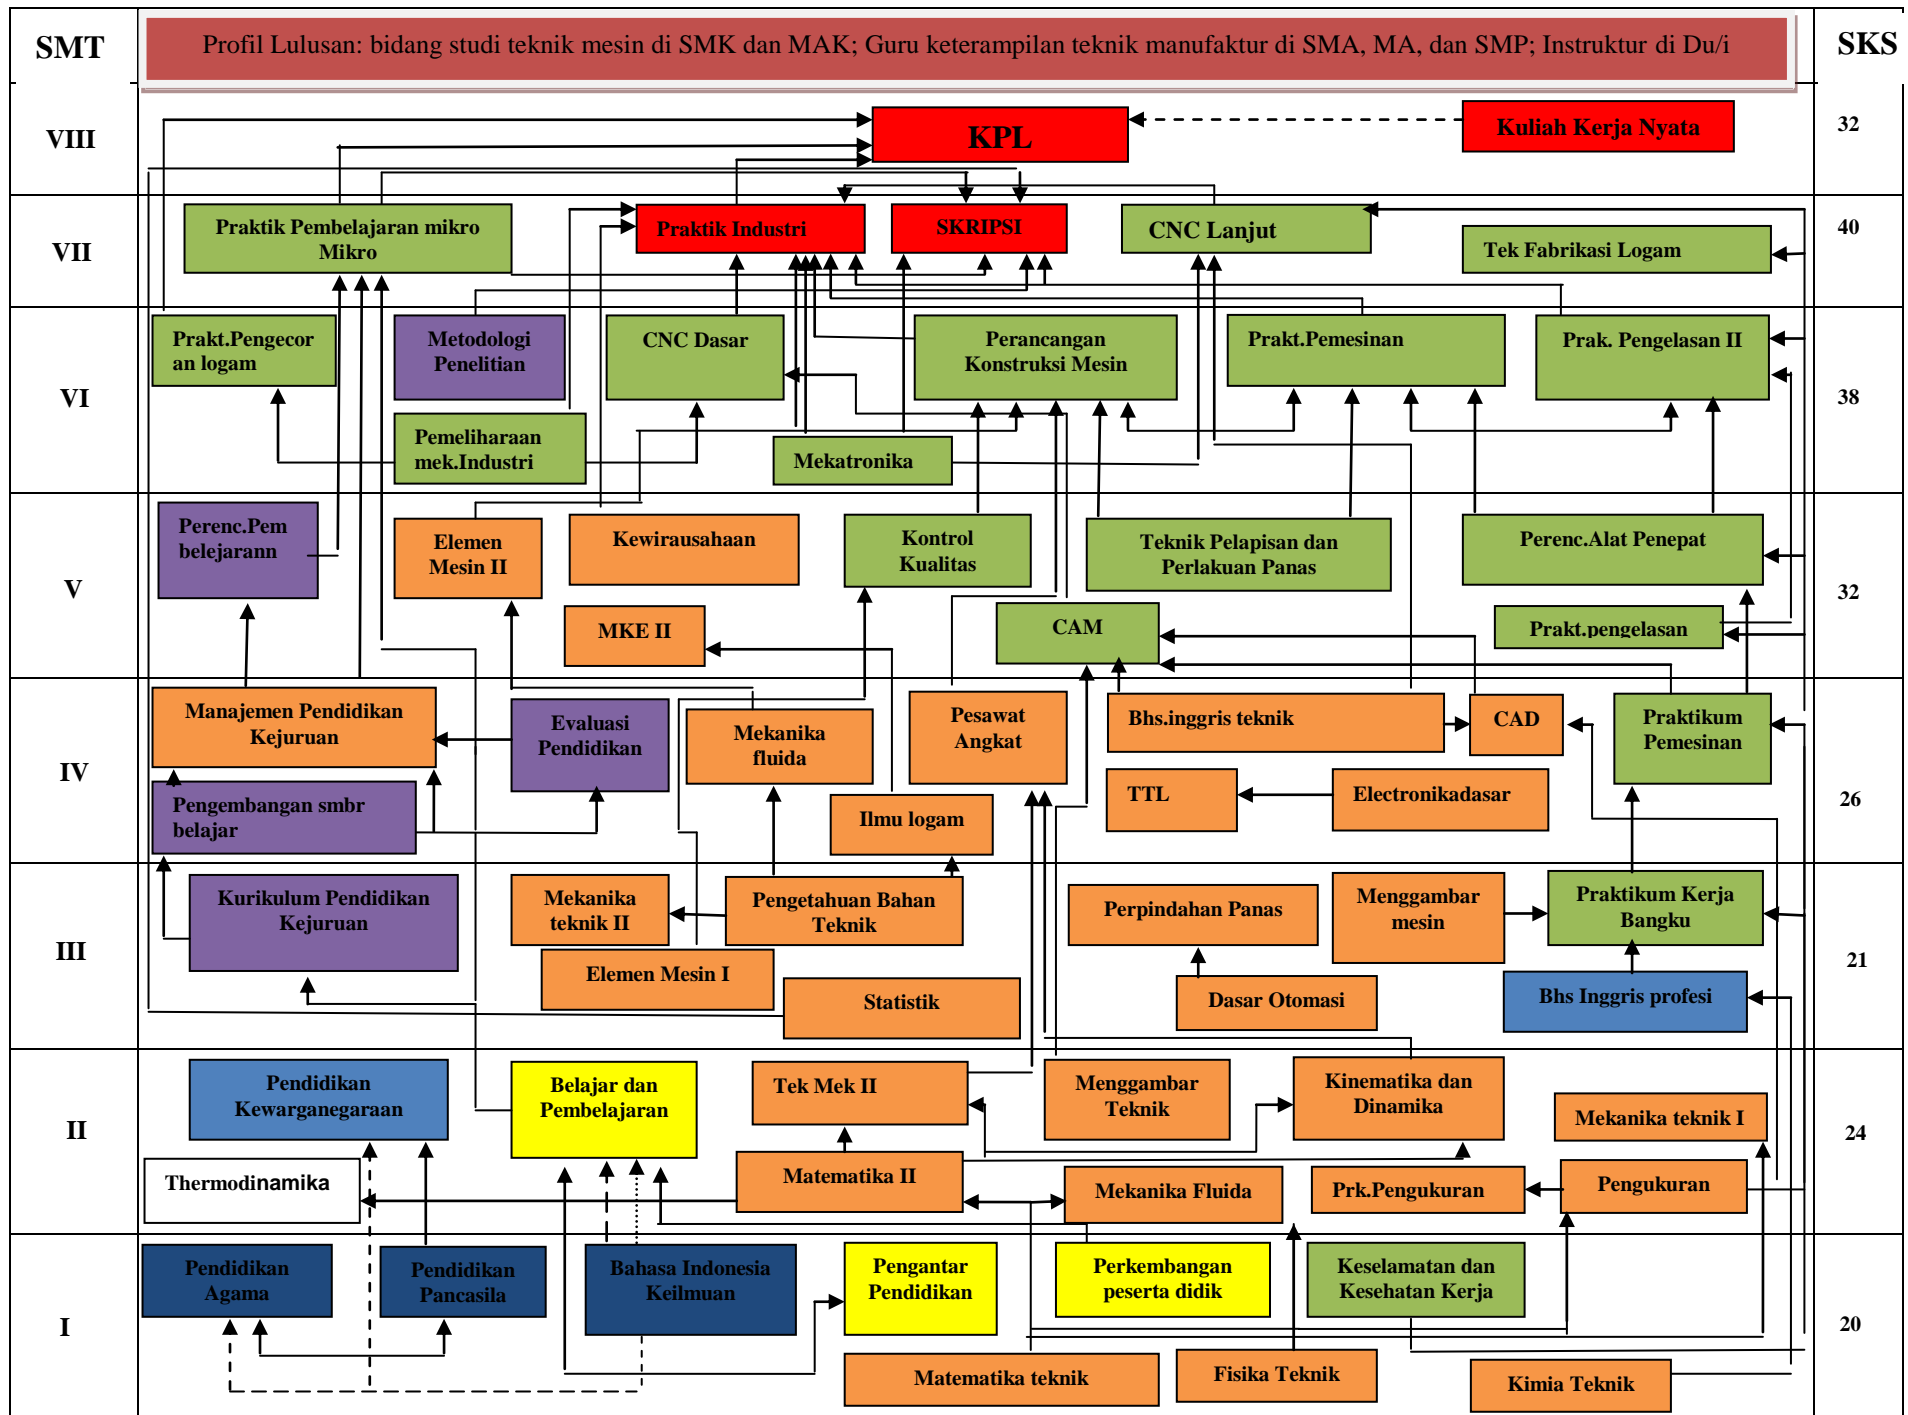 SMT
Profil Lulusan: bidang studi teknik mesin di SMK dan MAK; Guru keterampilan teknik manufaktur di SMA, MA, dan SMP; Instruktur di Du/i
SKS
VIII
KPL
Kuliah Kerja Nyata
32
VII
Praktik Pembelajaran mikro
Mikro
Praktik Industri
SKRIPSI
CNC Lanjut
Tek Fabrikasi Logam
40
VI
Prakt.Pengecor
an logam
Metodologi
Penelitian
CNC Dasar
Perancangan
Konstruksi Mesin
Prakt.Pemesinan
Prak. Pengelasan II
Pemeliharaan
mek.Industri
Mekatronika
38
V
Perenc.Pem
belejarann
Elemen
Mesin II
Kewirausahaan
Kontrol
Kualitas
Teknik Pelapisan dan
Perlakuan Panas
Perenc.Alat Penepat
MKE II
CAM
Prakt.pengelasan
32
IV
Manajemen Pendidikan
Kejuruan
Evaluasi
Pendidikan
Mekanika
fluida
Pesawat
Angkat
Bhs.inggris teknik
CAD
Praktikum
Pemesinan
Pengembangan smbr
belajar
Ilmu logam
TTL
Electronikadasar
26
III
Kurikulum Pendidikan
Kejuruan
Mekanika
teknik II
Pengetahuan Bahan
Teknik
Perpindahan Panas
Menggambar
mesin
Praktikum Kerja
Bangku
Elemen Mesin I
Statistik
Dasar Otomasi
Bhs Inggris profesi
21
II
Pendidikan
Kewarganegaraan
Belajar dan
Pembelajaran
Tek Mek II
Menggambar
Teknik
Kinematika dan
Dinamika
Mekanika teknik I
Thermodinamika
Matematika II
Mekanika Fluida
Prk.Pengukuran
Pengukuran
24
I
Pendidikan
Agama
Pendidikan
Pancasila
Bahasa Indonesia
Keilmuan
Pengantar
Pendidikan
Perkembangan
peserta didik
Keselamatan dan
Kesehatan Kerja
Matematika teknik
Fisika Teknik
Kimia Teknik
20